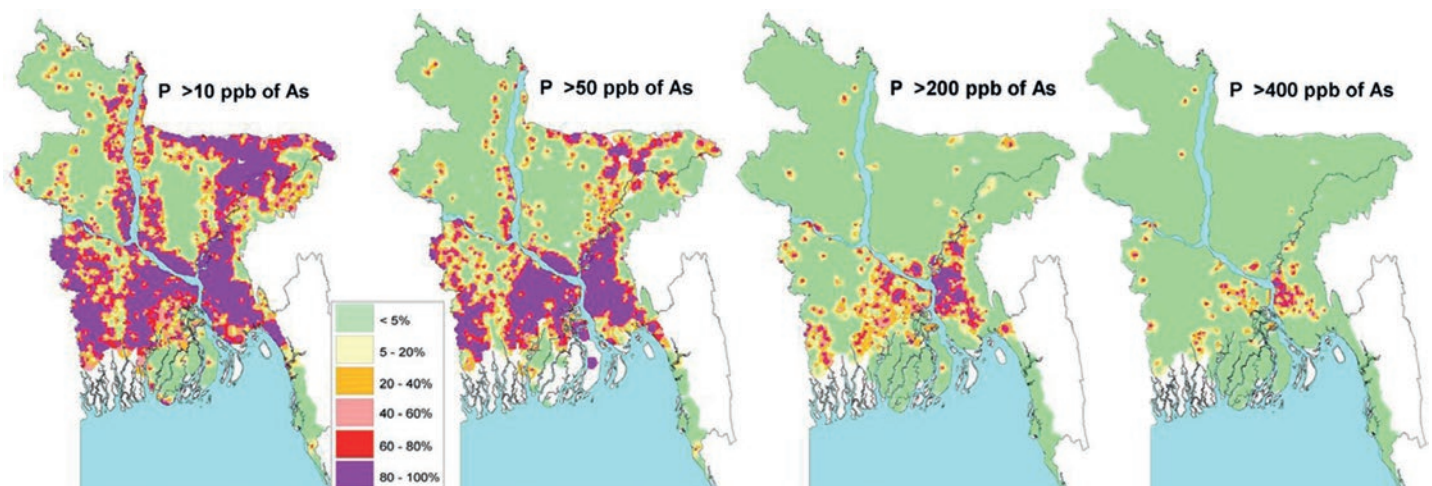 P >10 ppb of As
P >50 ppb of As
P >200 ppb of As
P >400 ppb of As
< 5%
5 - 20%
20 - 40%
40 - 60%
60 - 80%
80 - 100%